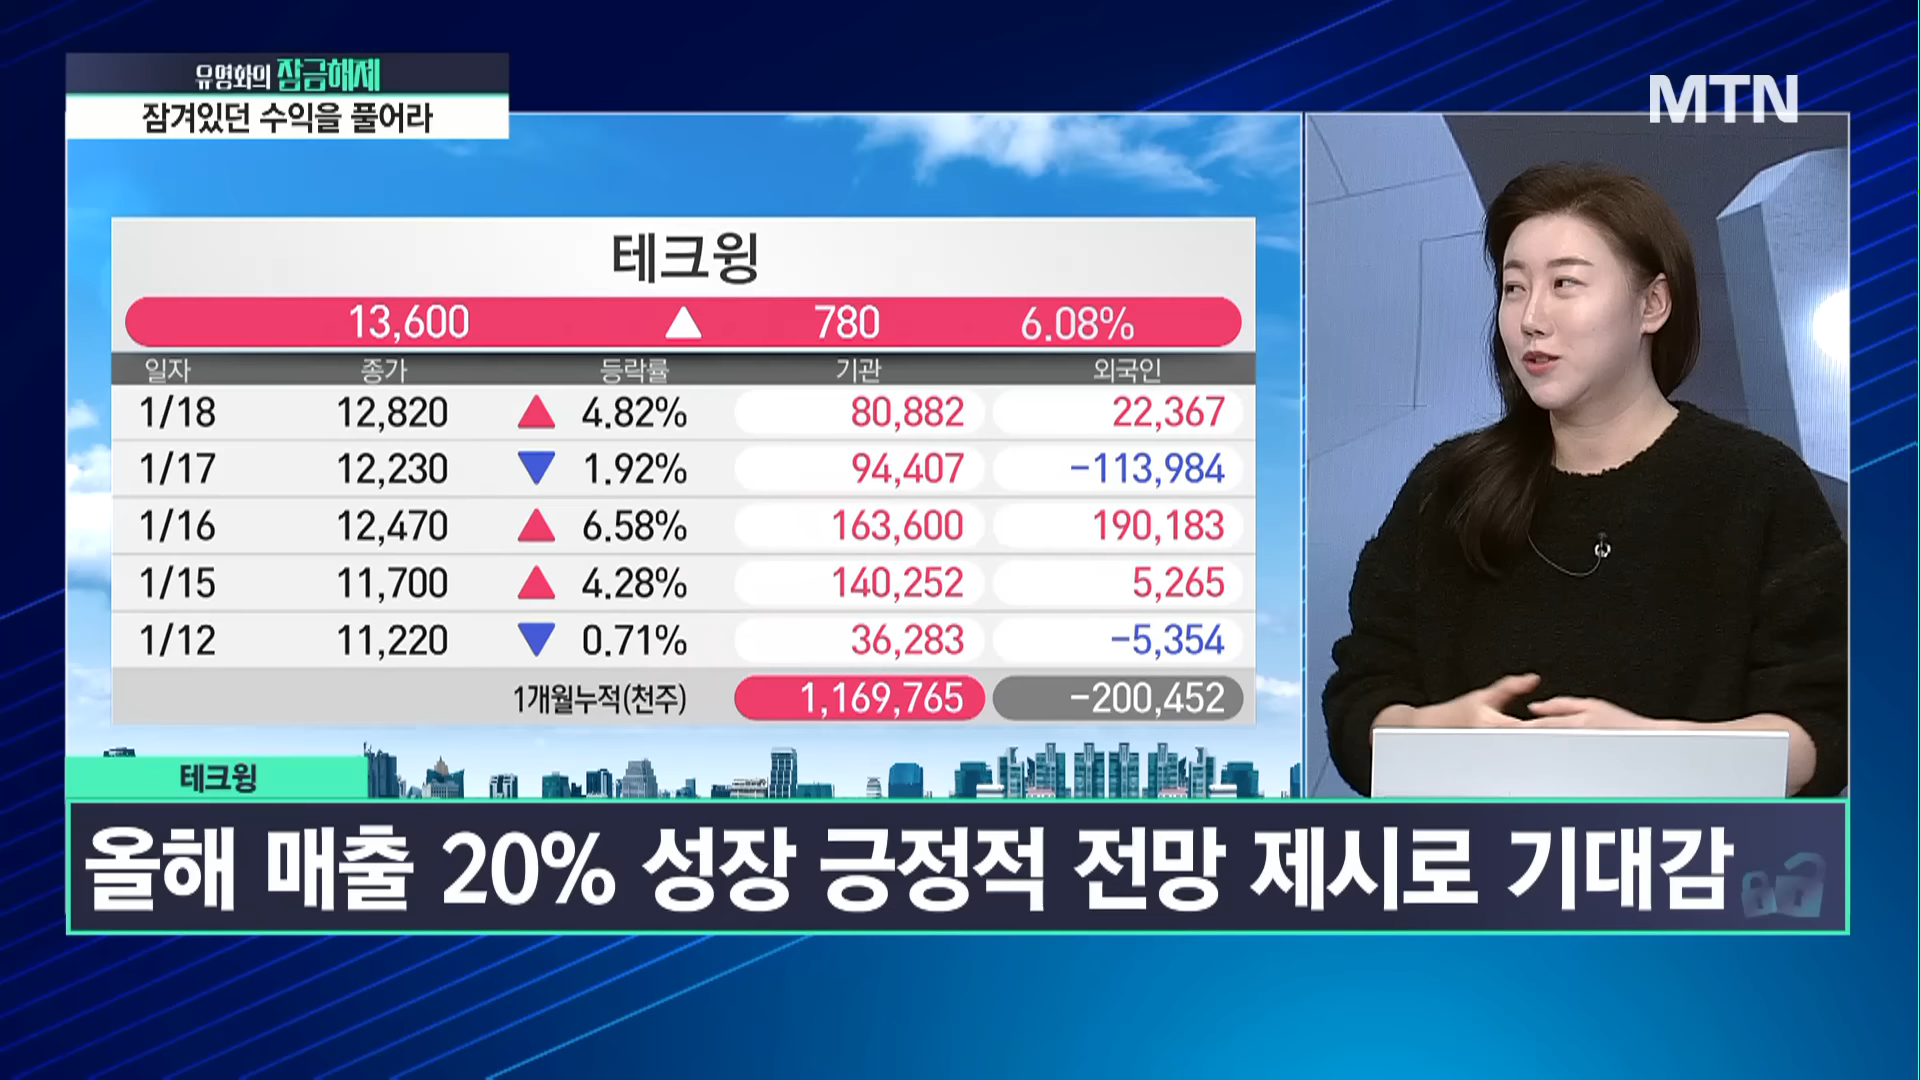 유명화의 잠금해제
잠겨있던 수익을 풀어라
MTN
테크윙
13,600 ▲ 780 6.08%
일자 종가 등락률 기관 외국인
1/18 12,820 ▲ 4.82% 80,882 22,367
1/17 12,230 ▼ 1.92% 94,407 -113,984
1/16 12,470 ▲ 6.58% 163,600 190,183
1/15 11,700 ▲ 4.28% 140,252 5,265
1/12 11,220 ▼ 0.71% 36,283 -5,354
1개월누적(천주) 1,169,765 -200,452
테크윙
올해 매출 20% 성장 긍정적 전망 제시로 기대감